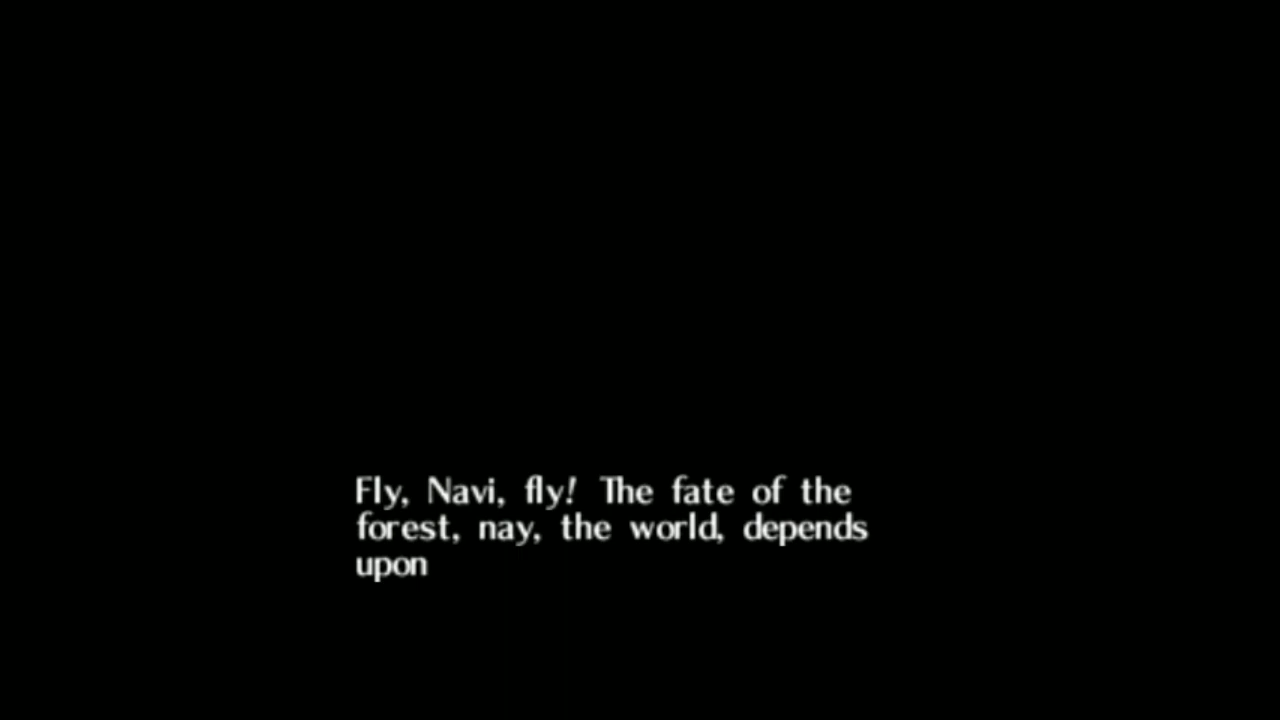 Fly, Navi, fly! The fate of the
forest, nay, the world, depends
upon